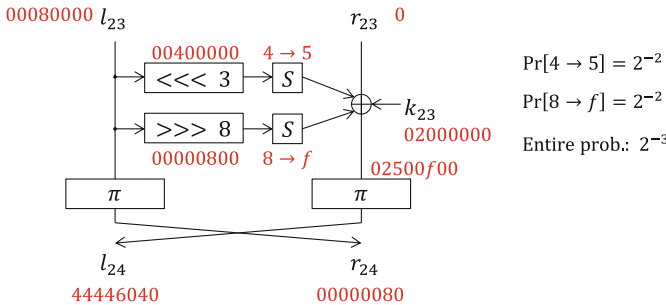 00080000 l23 r23 0
00400000 4 → 5
<<< 3 S
Pr[4 → 5] = 2^-2
>>> 8 S
k23
Pr[8 → f] = 2^-2
02000000
00000800 8 → f
Entire prob.: 2^-3
02500f00
π π
l24 r24
44446040 00000080